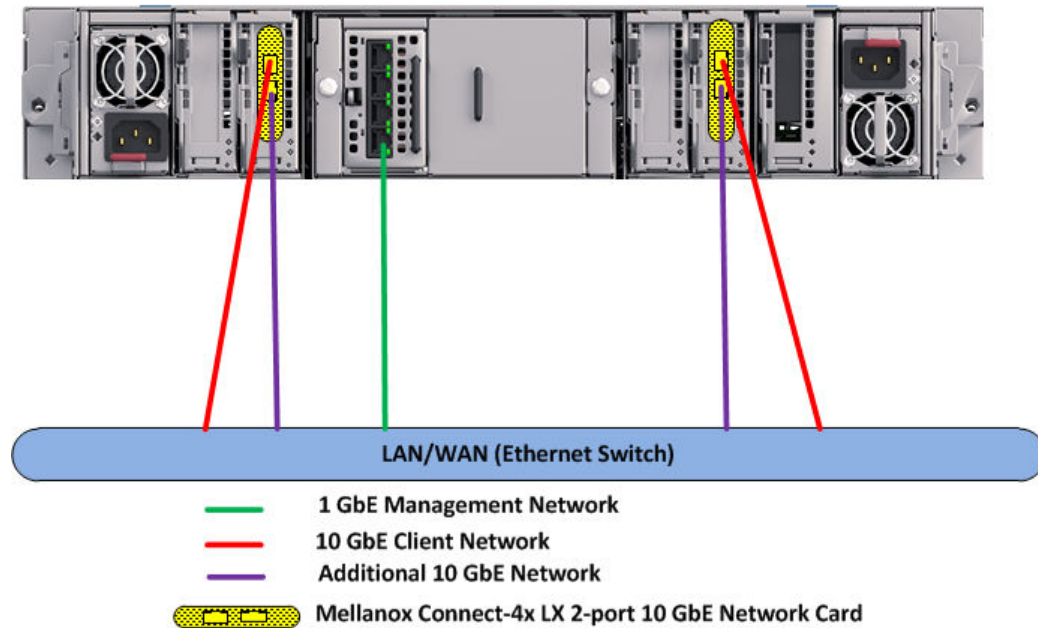 LAN/WAN (Ethernet Switch)
1 GbE Management Network
10 GbE Client Network
Additional 10 GbE Network
Mellanox Connect-4x LX 2-port 10 GbE Network Card